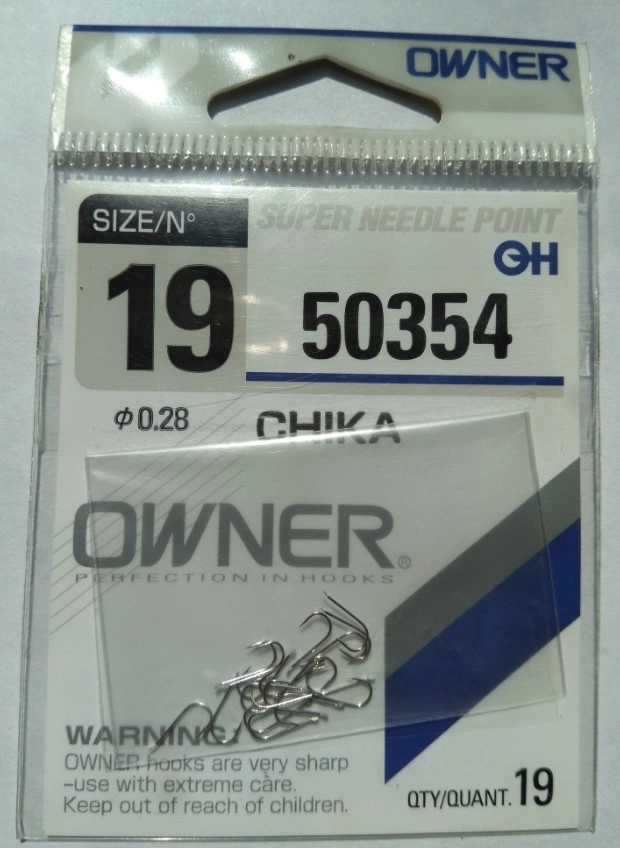 OWNER
SIZE/N°
SUPER NEEDLE POINT
OH
19
50354
φ0.28
CHIKA
OWNER®
PERFECTION IN HOOKS
WARNING:
OWNER hooks are very sharp
-use with extreme care.
Keep out of reach of children.
QTY/QUANT. 19